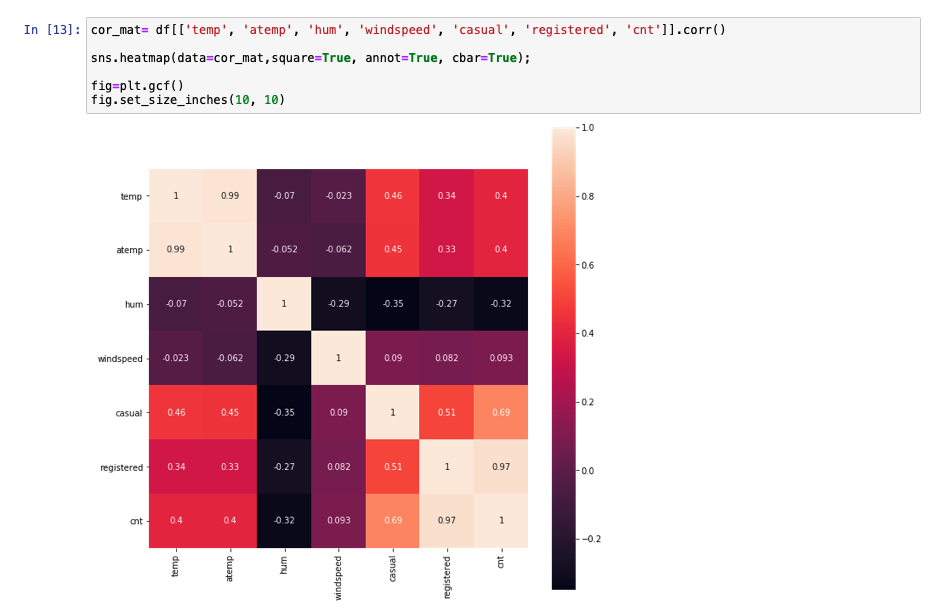 In [13]: cor_mat= df[['temp', 'atemp', 'hum', 'windspeed', 'casual', 'registered', 'cnt']].corr()
sns.heatmap(data=cor_mat,square=True, annot=True, cbar=True);
fig=plt.gcf()
fig.set_size_inches(10, 10)
temp 1 0.99 -0.07 -0.023 0.46 0.34 0.4
atemp 0.99 1 -0.052 -0.062 0.45 0.33 0.4
hum -0.07 -0.052 1 -0.29 -0.35 -0.27 -0.32
windspeed -0.023 -0.062 -0.29 1 0.09 0.082 0.093
casual 0.46 0.45 -0.35 0.09 1 0.51 0.69
registered 0.34 0.33 -0.27 0.082 0.51 1 0.97
cnt 0.4 0.4 -0.32 0.093 0.69 0.97 1
temp atemp hum windspeed casual registered cnt
1.0
0.8
0.6
0.4
0.2
0.0
−0.2